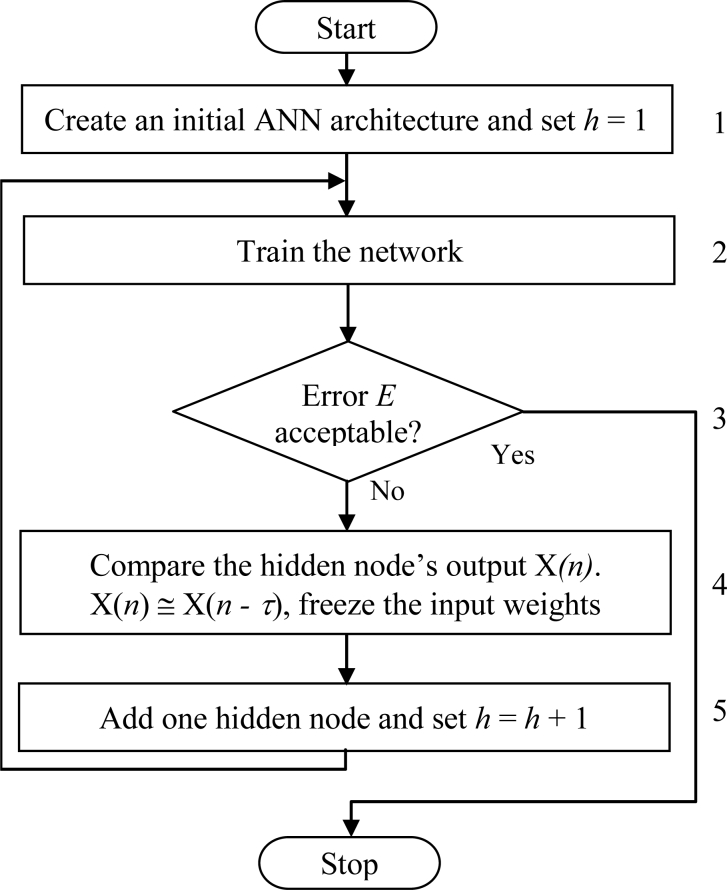 Start
Create an initial ANN architecture and set h = 1
1
Train the network
2
Error E
acceptable?
3
Yes
No
Compare the hidden node's output X(n).
X(n) ≅ X(n - τ), freeze the input weights
4
Add one hidden node and set h = h + 1
5
Stop